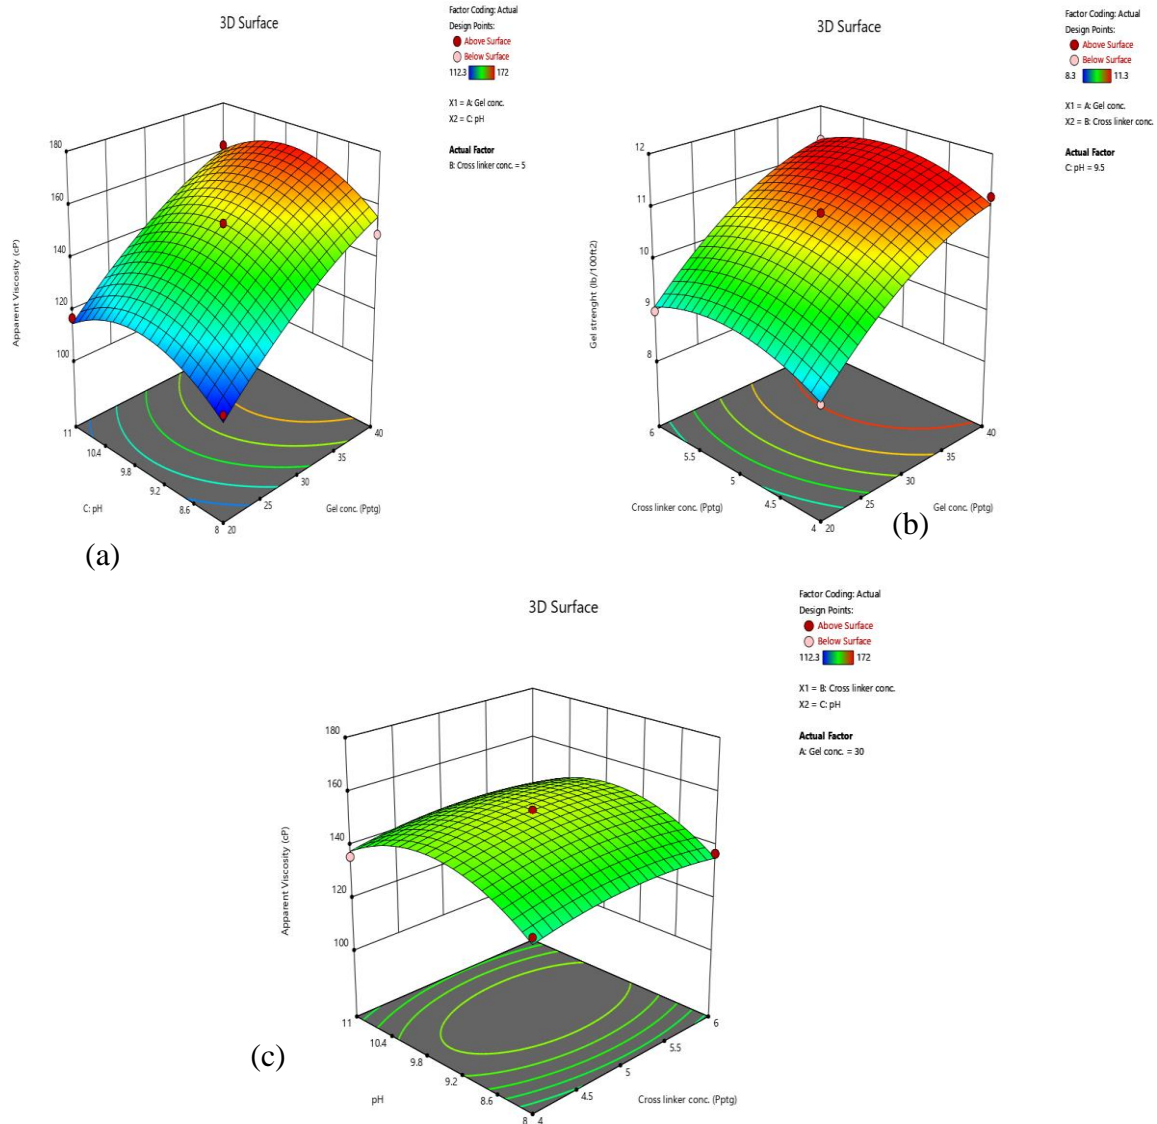 3D Surface
Factor Coding: Actual
Design Points:
Above Surface
Below Surface
112.3 172
X1 = A: Gel conc.
X2 = C: pH
Actual Factor
B: Cross linker conc. = 5
180
160
140
120
100
Apparent Viscosity (cP)
11
10.4
9.8
9.2
8.6
8
20
25
30
35
40
C: pH
Gel conc. (Pptg)
(a)
3D Surface
Factor Coding: Actual
Design Points:
Above Surface
Below Surface
8.3 11.3
X1 = A: Gel conc.
X2 = B: Cross linker conc.
Actual Factor
C: pH = 9.5
12
11
10
9
8
Gel strenght (lb/100ft2)
6
5.5
5
4.5
4
20
25
30
35
40
Cross linker conc. (Pptg)
Gel conc. (Pptg)
(b)
3D Surface
Factor Coding: Actual
Design Points:
Above Surface
Below Surface
112.3 172
X1 = B: Cross linker conc.
X2 = C: pH
Actual Factor
A: Gel conc. = 30
180
160
140
120
100
Apparent Viscosity (cP)
11
10.4
9.8
9.2
8.6
8
4
4.5
5
5.5
6
pH
Cross linker conc. (Pptg)
(c)